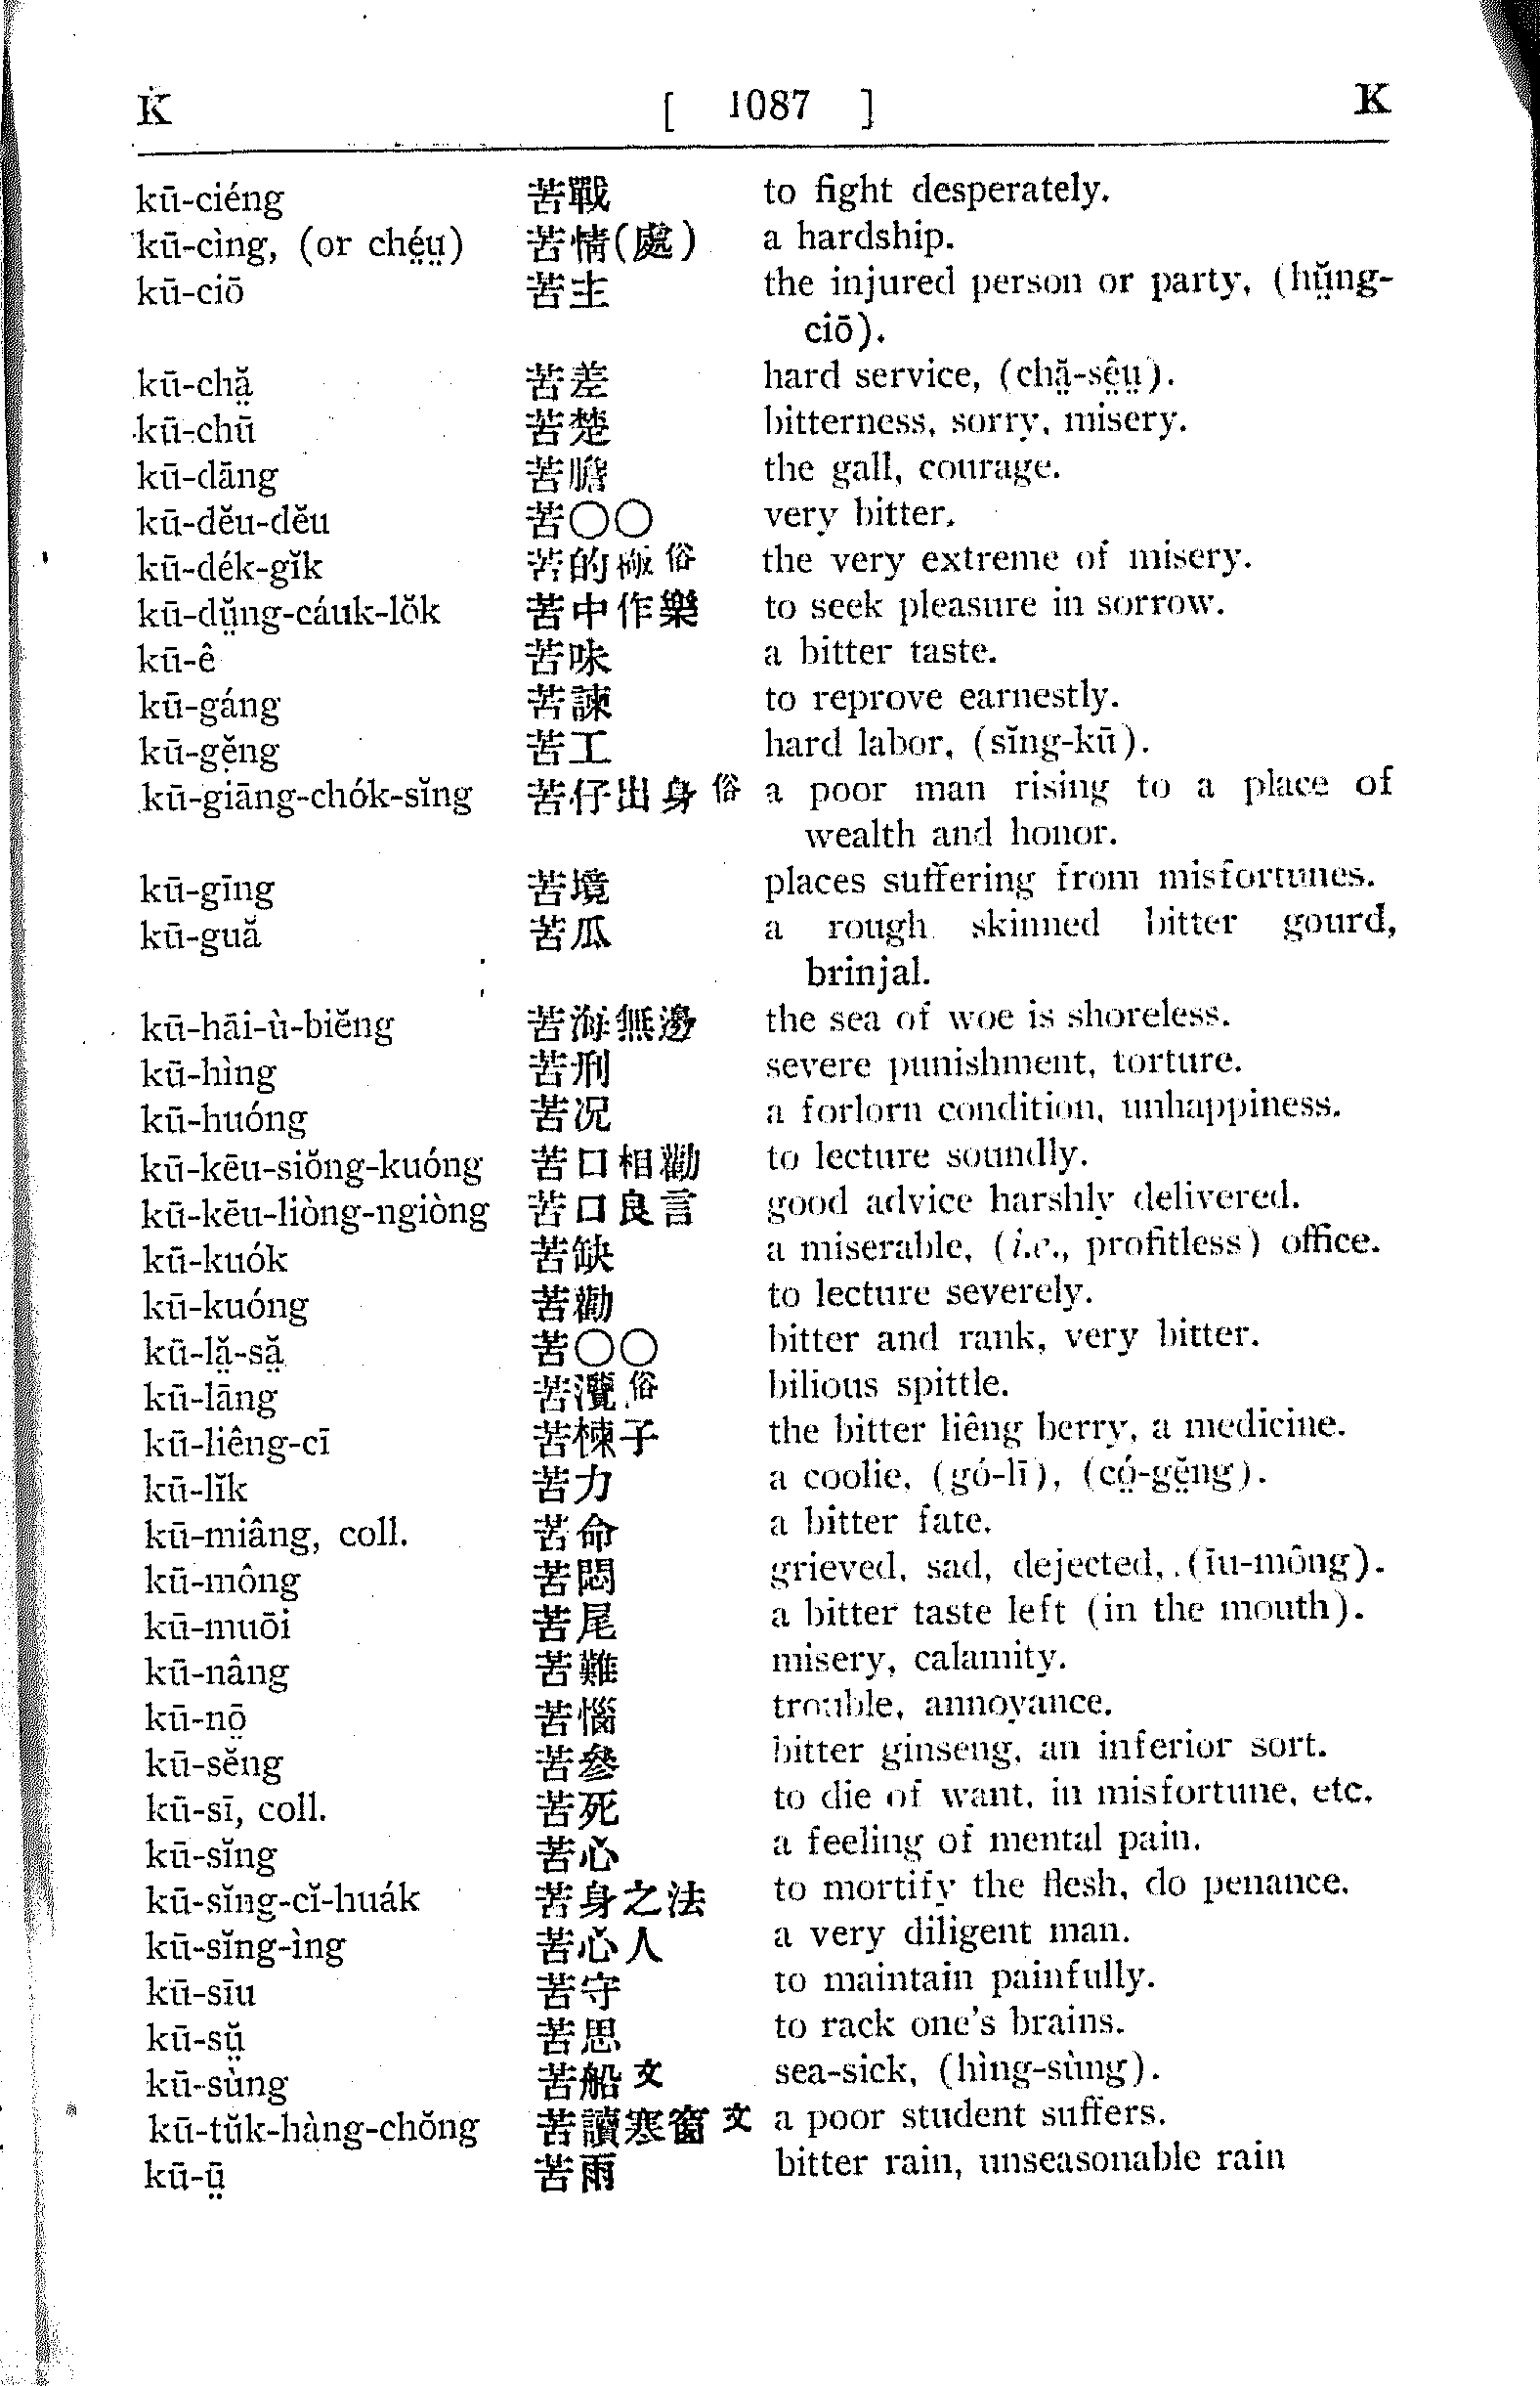 K [ 1087 ] K
kū-ciéng 苦戰 to fight desperately.
kū-cìng, (or ché̤ṳ) 苦情(處) a hardship.
kū-ciō 苦主 the injured person or party, (hṳ̆ng-
ciō).
kū-chă̤ 苦差 hard service, (chă̤-sê̤ṳ).
kū-chū 苦楚 bitterness, sorry, misery.
kū-dāng 苦膽 the gall, courage.
kū-dĕu-dĕu 苦〇〇 very bitter.
kū-dék-gĭk 苦的極俗 the very extreme of misery.
kū-dṳ̆ng-cáuk-lŏk 苦中作樂 to seek pleasure in sorrow.
kū-ê 苦味 a bitter taste.
kū-gáng 苦諫 to reprove earnestly.
kū-gĕ̤ng 苦工 hard labor, (sĭng-kū).
kū-giāng-chók-sĭng 苦仔出身俗 a poor man rising to a place of
wealth and honor.
kū-gīng 苦境 places suffering from misfortunes.
kū-guă 苦瓜 a rough skinned bitter gourd,
brinjal.
kū-hāi-ù-biĕng 苦海無邊 the sea of woe is shoreless.
kū-hìng 苦刑 severe punishment, torture.
kū-huóng 苦况 a forlorn condition, unhappiness.
kū-kēu-siŏng-kuóng 苦口相勸 to lecture soundly.
kū-kēu-liòng-ngiòng 苦口良言 good advice harshly delivered.
kū-kuók 苦缺 a miserable, (i.e., profitless) office.
kū-kuóng 苦勸 to lecture severely.
kū-lă̤-să̤ 苦〇〇 bitter and rank, very bitter.
kū-lāng 苦灠俗 bilious spittle.
kū-liêng-cī 苦楝子 the bitter liêng berry, a medicine.
kū-lĭk 苦力 a coolie, (gó-lī), (có̤-gĕ̤ng).
kū-miâng, coll. 苦命 a bitter fate.
kū-mông 苦悶 grieved, sad, dejected, (īu-mông).
kū-muōi 苦尾 a bitter taste left (in the mouth).
kū-nâng 苦難 misery, calamity.
kū-nō̤ 苦惱 trouble, annoyance.
kū-sĕng 苦參 bitter ginseng, an inferior sort.
kū-sī, coll. 苦死 to die of want, in misfortune, etc.
kū-sĭng 苦心 a feeling of mental pain.
kū-sĭng-cĭ-huák 苦身之法 to mortify the flesh, do penance.
kū-sĭng-ìng 苦心人 a very diligent man.
kū-sīu 苦守 to maintain painfully.
kū-sṳ̆ 苦思 to rack one's brains.
kū-sùng 苦船文 sea-sick, (hìng-sùng).
kū-tŭk-hàng-chŏng 苦讀寒窗文 a poor student suffers.
kū-ṳ̄ 苦雨 bitter rain, unseasonable rain